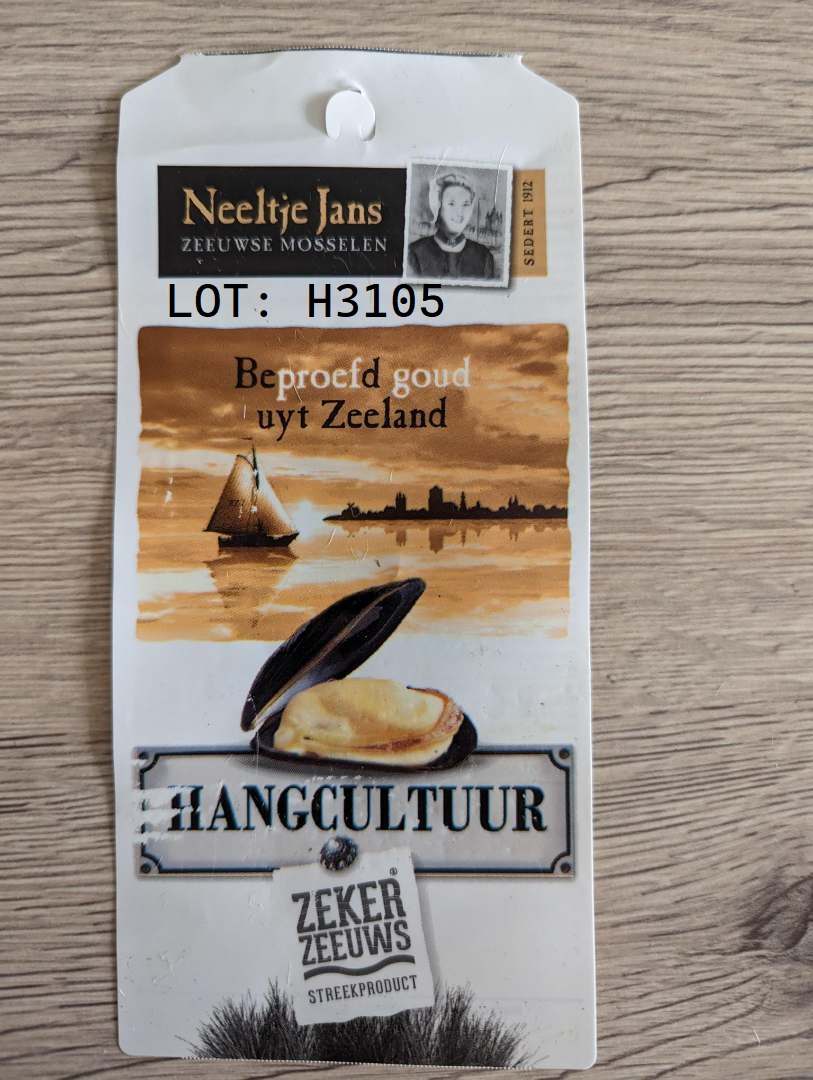 Neeltje Jans
ZEEUWSE MOSSELEN
SEDERT 1912
LOT: H3105
Beproefd goud
uyt Zeeland
HANGCULTUUR
ZEKER®
ZEEUWS
STREEKPRODUCT